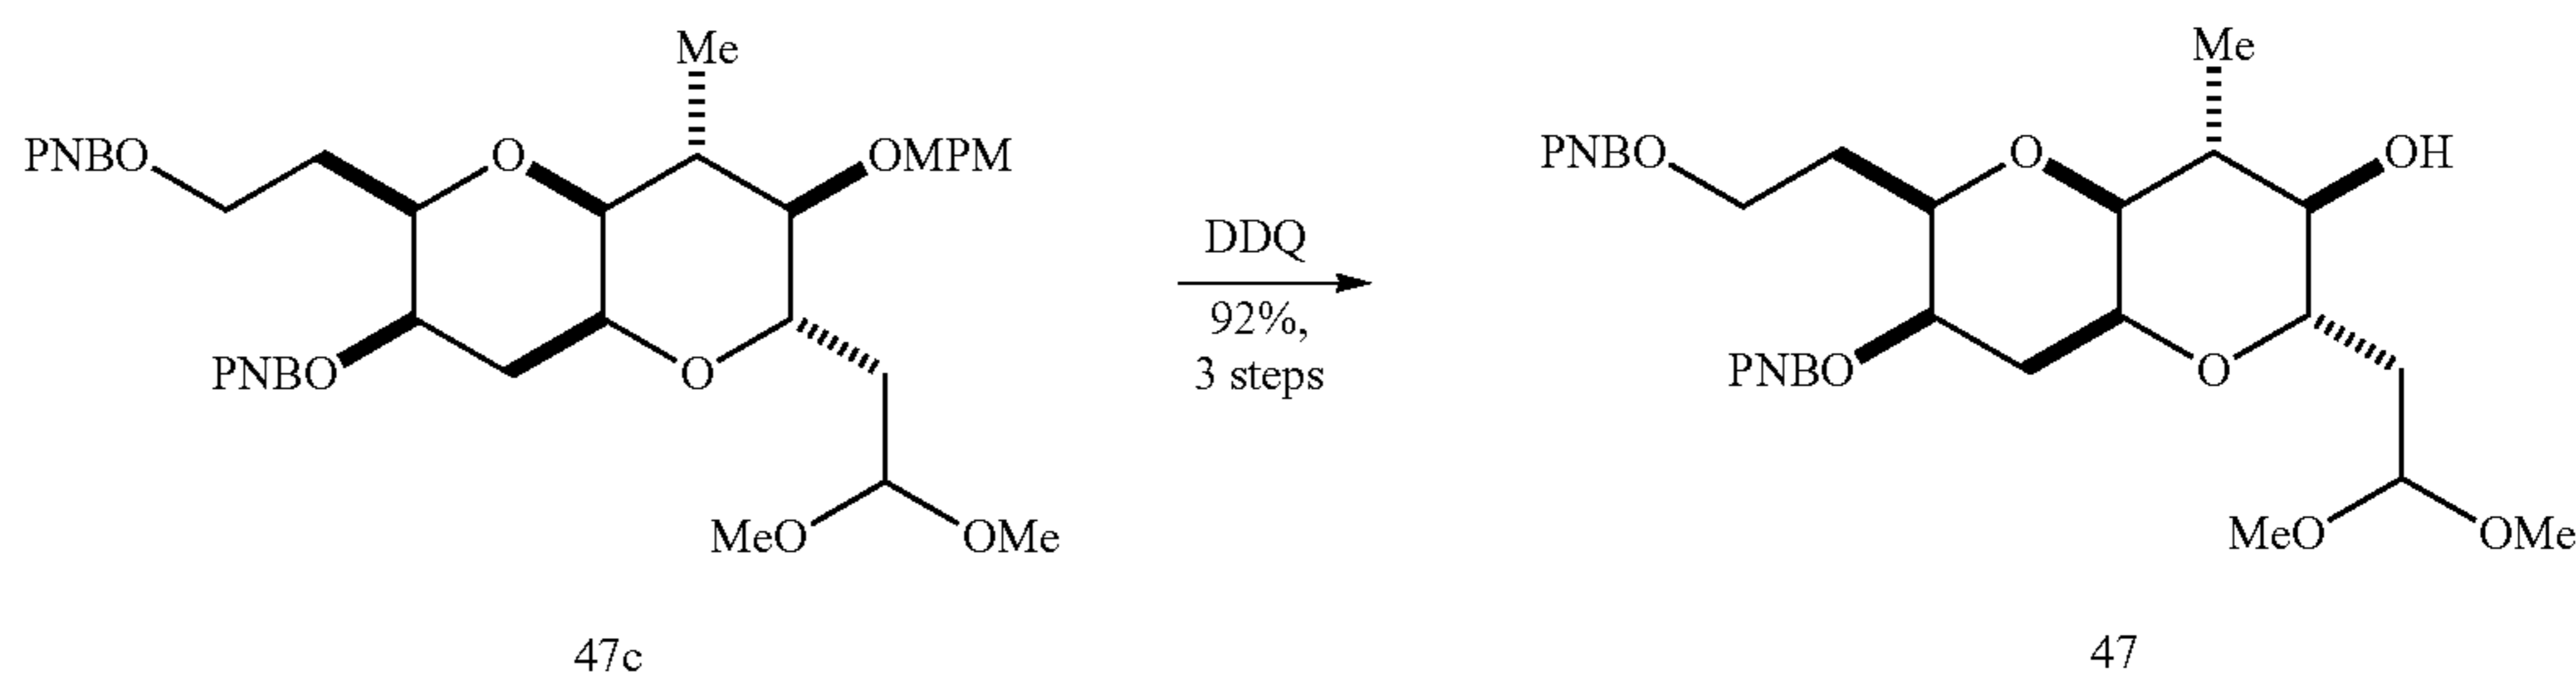 Me
PNBO
O
OMPM
PNBO
O
MeO
OMe
47c
DDQ
92%,
3 steps
Me
PNBO
O
OH
PNBO
O
MeO
OMe
47